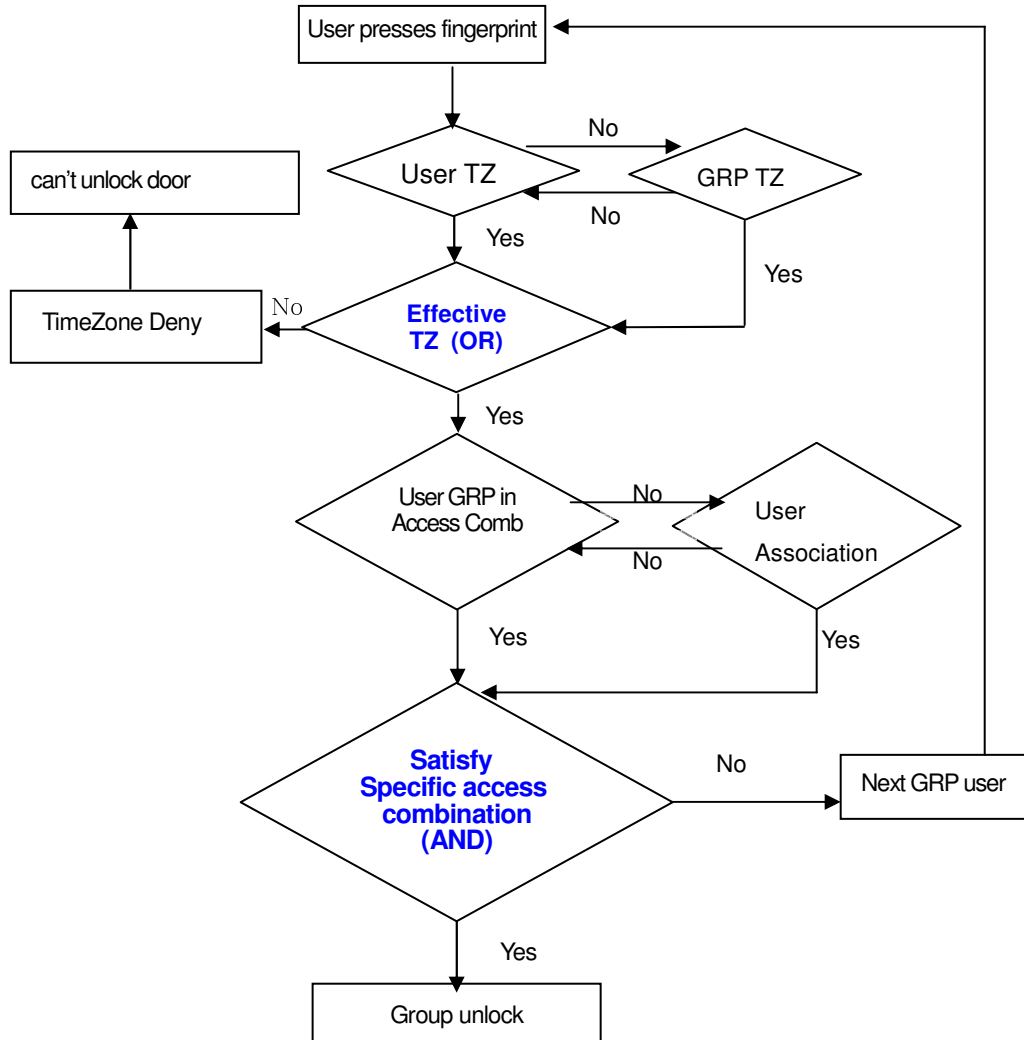 User presses fingerprint
No
can't unlock door
User TZ
GRP TZ
No
Yes
Yes
TimeZone Deny
No
Effective
TZ (OR)
Yes
User GRP in
Access Comb
No
User
Association
No
Yes
Yes
Satisfy
Specific access
combination
(AND)
No
Next GRP user
Yes
Group unlock